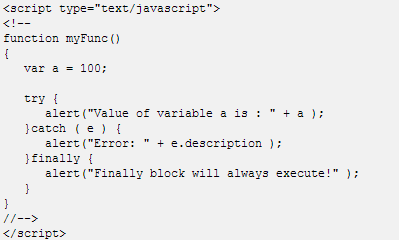 <script type="text/javascript">
<!--
function myFunc()
{
   var a = 100;

   try {
      alert("Value of variable a is : " + a );
   }catch ( e ) {
      alert("Error: " + e.description );
   }finally {
      alert("Finally block will always execute!" );
   }
}
//-->
</script>